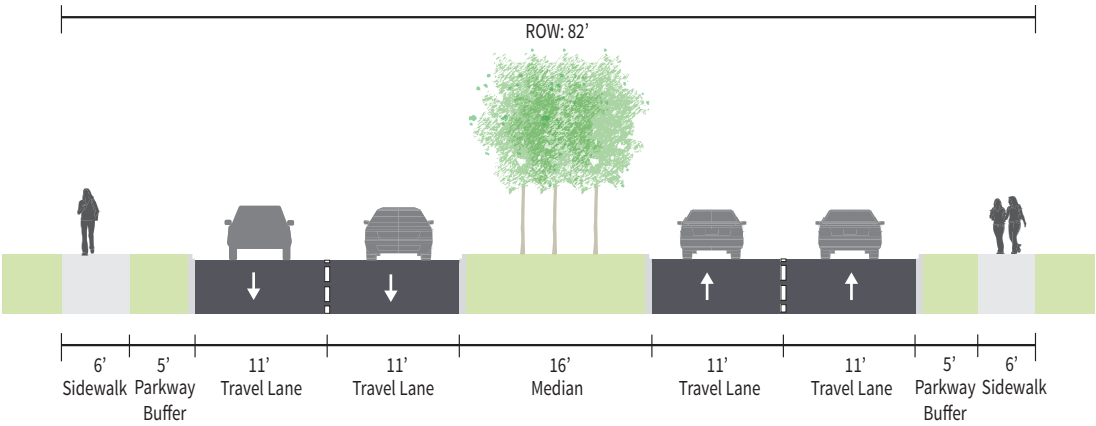 ROW: 82’
6’
Sidewalk
5’
Parkway
Buffer
11’
Travel Lane
11’
Travel Lane
16’
Median
11’
Travel Lane
11’
Travel Lane
5’
Parkway
Buffer
6’
Sidewalk